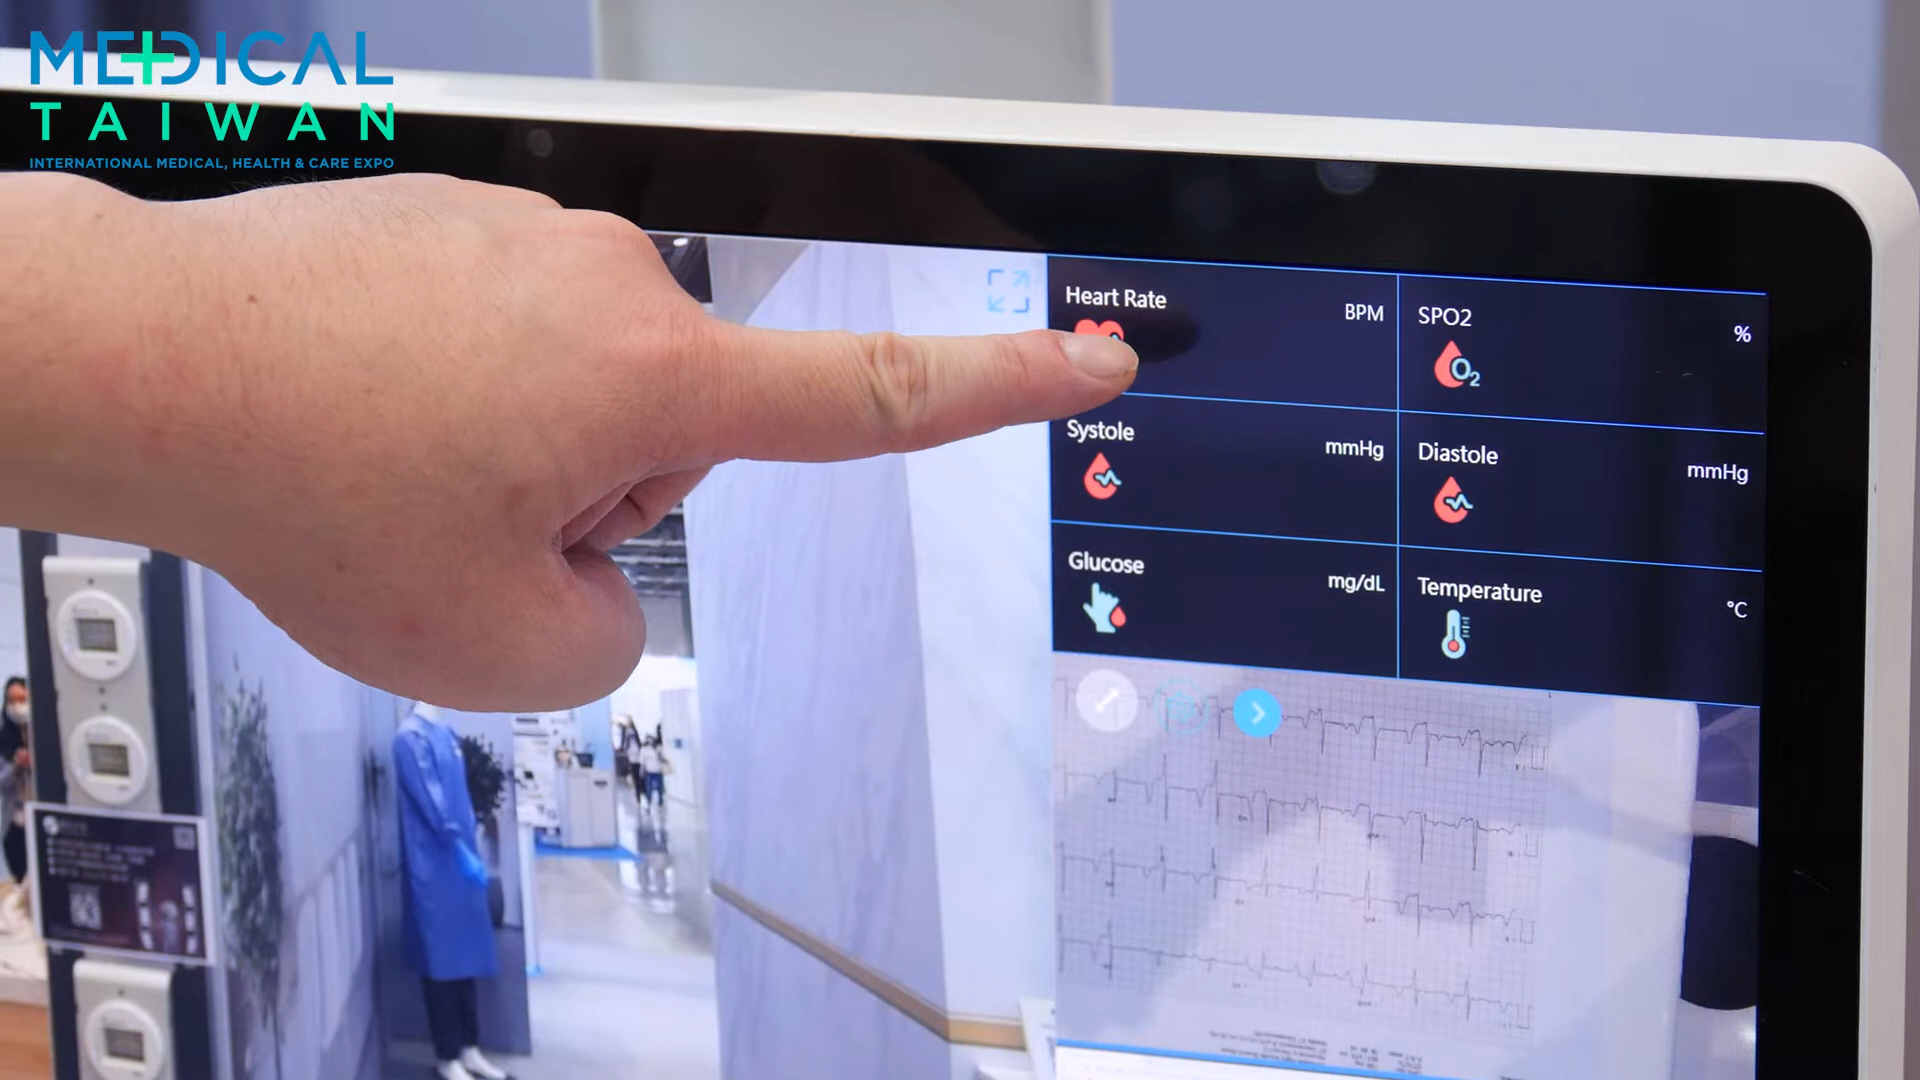 MEDICAL
TAIWAN
INTERNATIONAL MEDICAL, HEALTH & CARE EXPO
Heart Rate
BPM
SPO2
%
O2
Systole
mmHg
Diastole
mmHg
Glucose
mg/dL
Temperature
°C